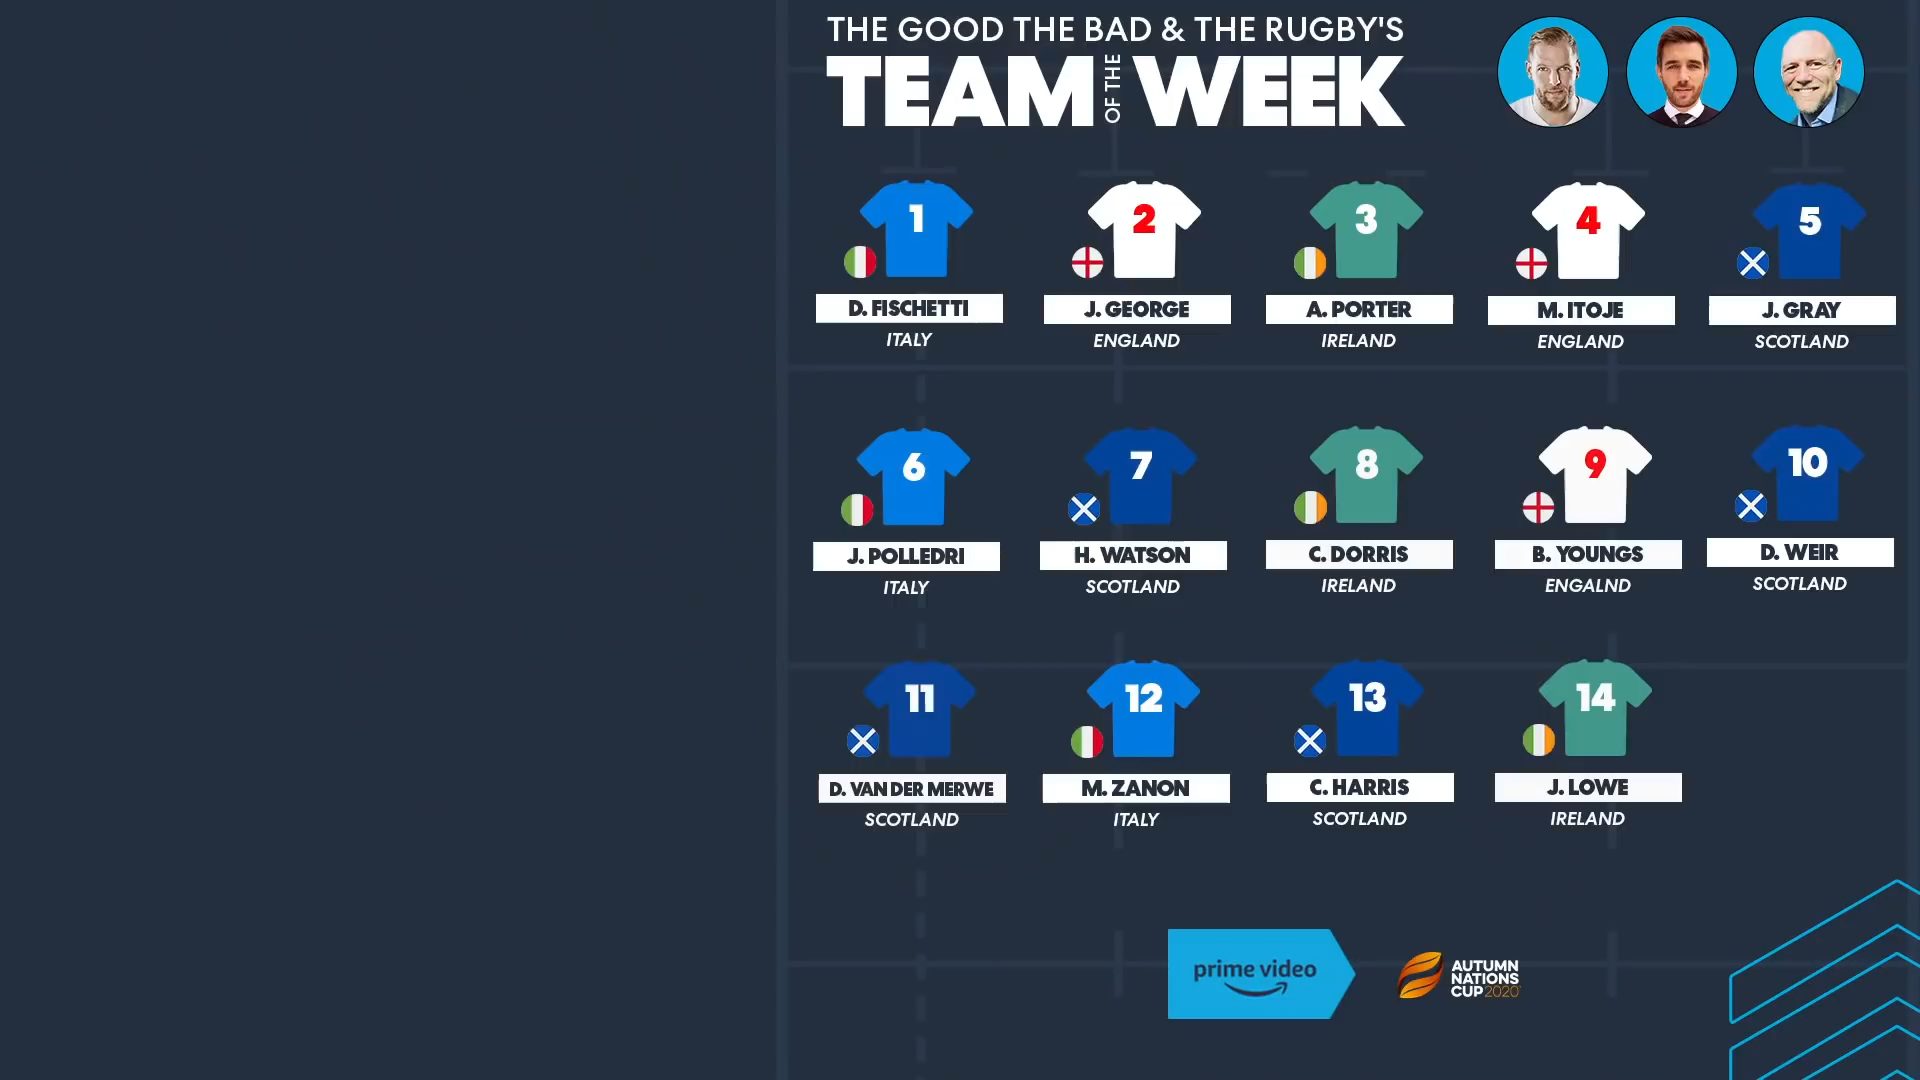 THE GOOD THE BAD & THE RUGBY'S
TEAM OF THE WEEK
1 2 3 4 5
D. FISCHETTI J. GEORGE A. PORTER M. ITOJE J. GRAY
ITALY ENGLAND IRELAND ENGLAND SCOTLAND
6 7 8 9 10
J. POLLEDRI H. WATSON C. DORRIS B. YOUNGS D. WEIR
ITALY SCOTLAND IRELAND ENGALND SCOTLAND
11 12 13 14
D. VAN DER MERWE M. ZANON C. HARRIS J. LOWE
SCOTLAND ITALY SCOTLAND IRELAND
prime video
AUTUMN
NATIONS
CUP 2020